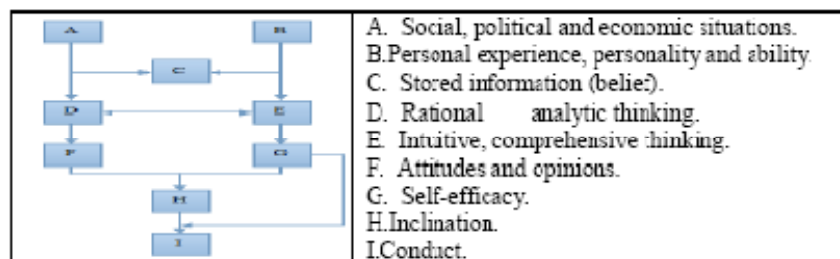 A
B
C
D
E
F
G
H
I
A. Social, political and economic situations.
B.Personal experience, personality and ability.
C. Stored information (belief).
D. Rational analytic thinking.
E. Intuitive, comprehensive thinking.
F. Attitudes and opinions.
G. Self-efficacy.
H.Inclination.
I.Conduct.